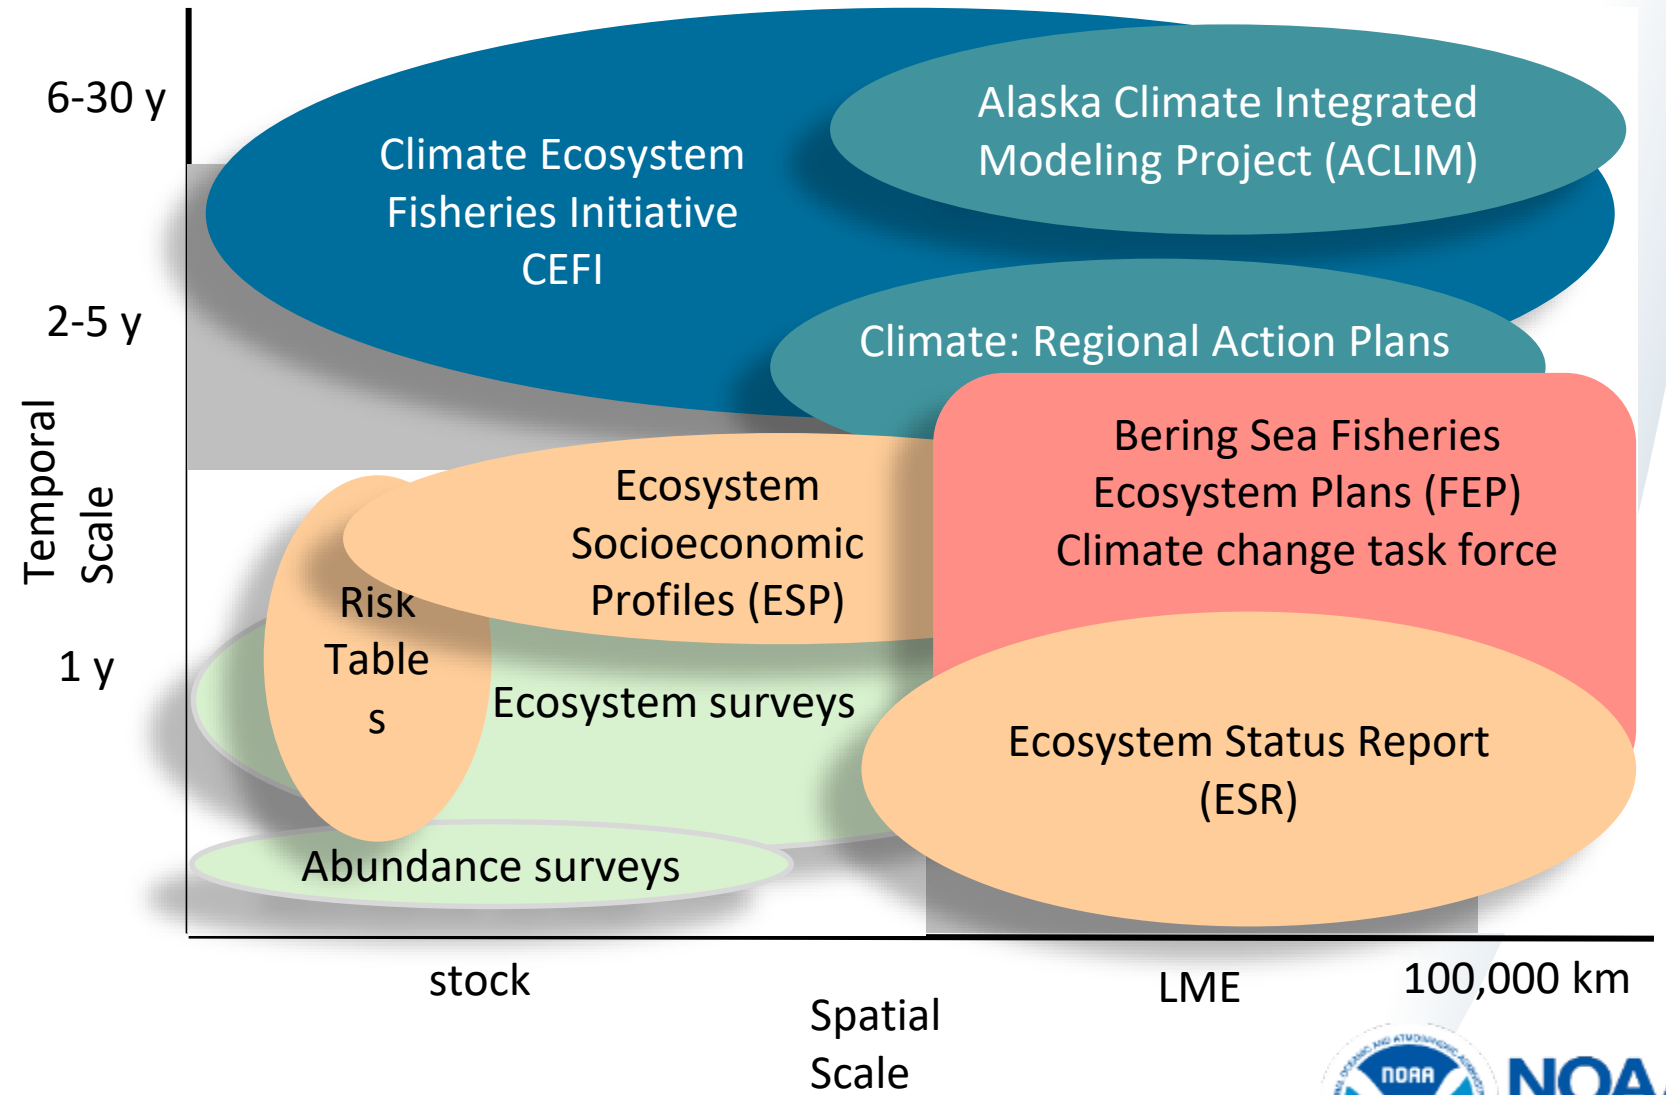 6-30 y
Alaska Climate Integrated
Modeling Project (ACLIM)
Climate Ecosystem
Fisheries Initiative
CEFI
2-5 y
Climate: Regional Action Plans
Temporal
Scale
Bering Sea Fisheries
Ecosystem Plans (FEP)
Climate change task force
Ecosystem
Socioeconomic
Profiles (ESP)
Risk
Table
s
1 y
Ecosystem surveys
Ecosystem Status Report
(ESR)
Abundance surveys
stock
LME
100,000 km
Spatial
Scale
NOAA
NOAA